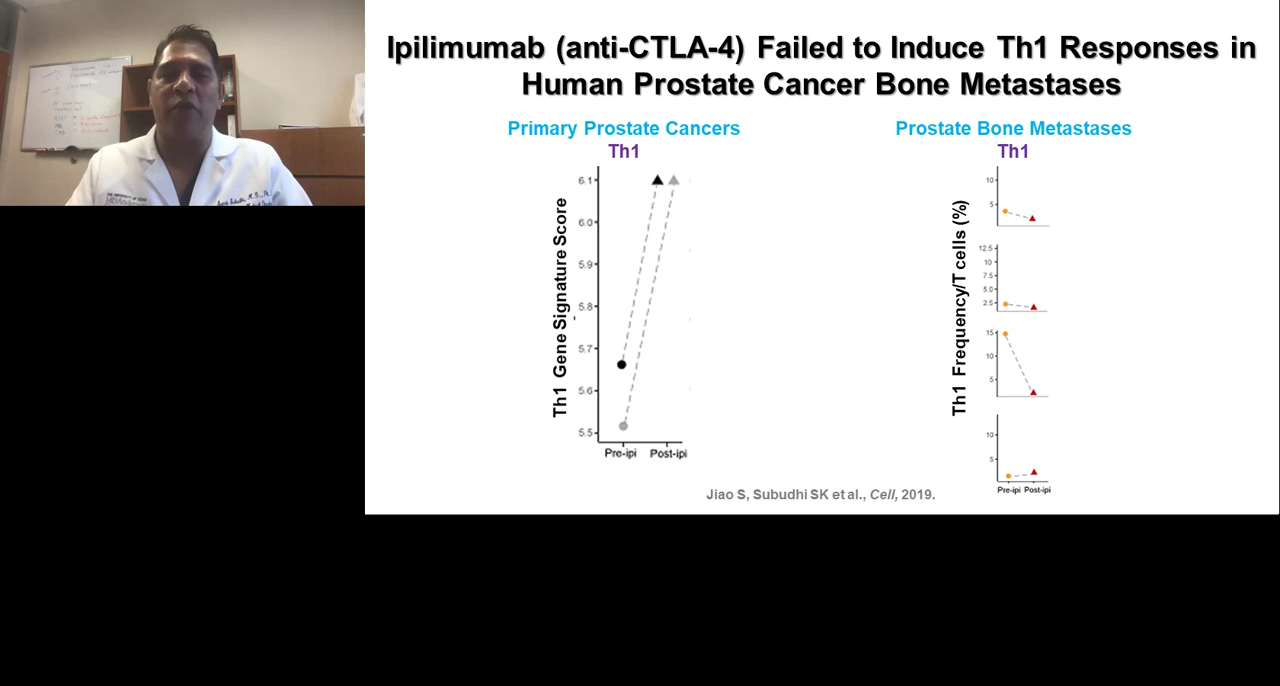 Ipilimumab (anti-CTLA-4) Failed to Induce Th1 Responses in
Human Prostate Cancer Bone Metastases
Primary Prostate Cancers
Th1
Th1 Gene Signature Score
6.1
6.0
5.9
5.8
5.7
5.6
5.5
Pre-ipi Post-ipi
Prostate Bone Metastases
Th1
Th1 Frequency/T cells (%)
10
5
12.5
10
7.5
5.0
2.5
15
10
5
10
5
Pre-ipi Post-ipi
Jiao S, Subudhi SK et al., Cell, 2019.